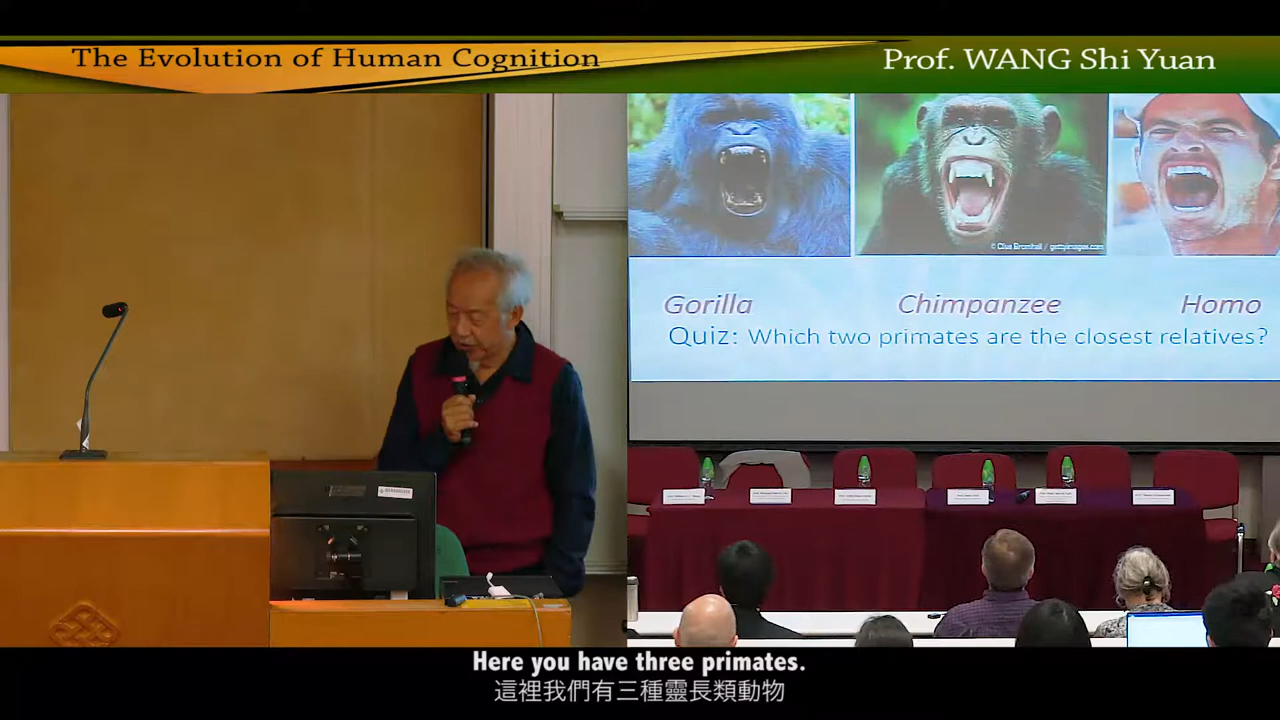 The Evolution of Human Cognition
Prof. WANG Shi Yuan
Gorilla
Chimpanzee
Homo
Quiz: Which two primates are the closest relatives?
Here you have three primates.
這裡我們有三種靈長類動物